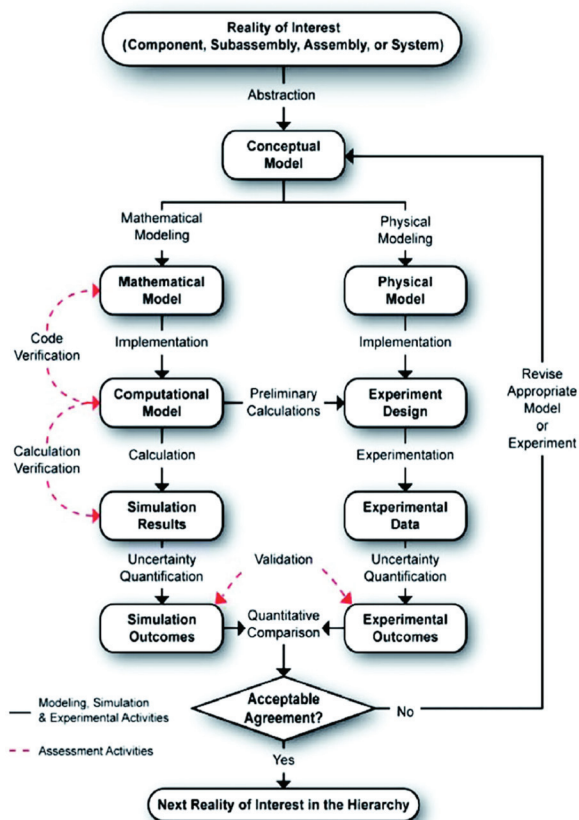 Reality of Interest
(Component, Subassembly, Assembly, or System)
Abstraction
Conceptual
Model
Mathematical
Modeling
Physical
Modeling
Mathematical
Model
Physical
Model
Code
Verification
Implementation
Implementation
Revise
Appropriate
Model
or
Experiment
Computational
Model
Preliminary
Calculations
Experiment
Design
Calculation
Verification
Calculation
Experimentation
Simulation
Results
Experimental
Data
Uncertainty
Quantification
Validation
Uncertainty
Quantification
Simulation
Outcomes
Quantitative
Comparison
Experimental
Outcomes
Modeling, Simulation
& Experimental Activities
Acceptable
Agreement?
No
Assessment Activities
Yes
Next Reality of Interest in the Hierarchy